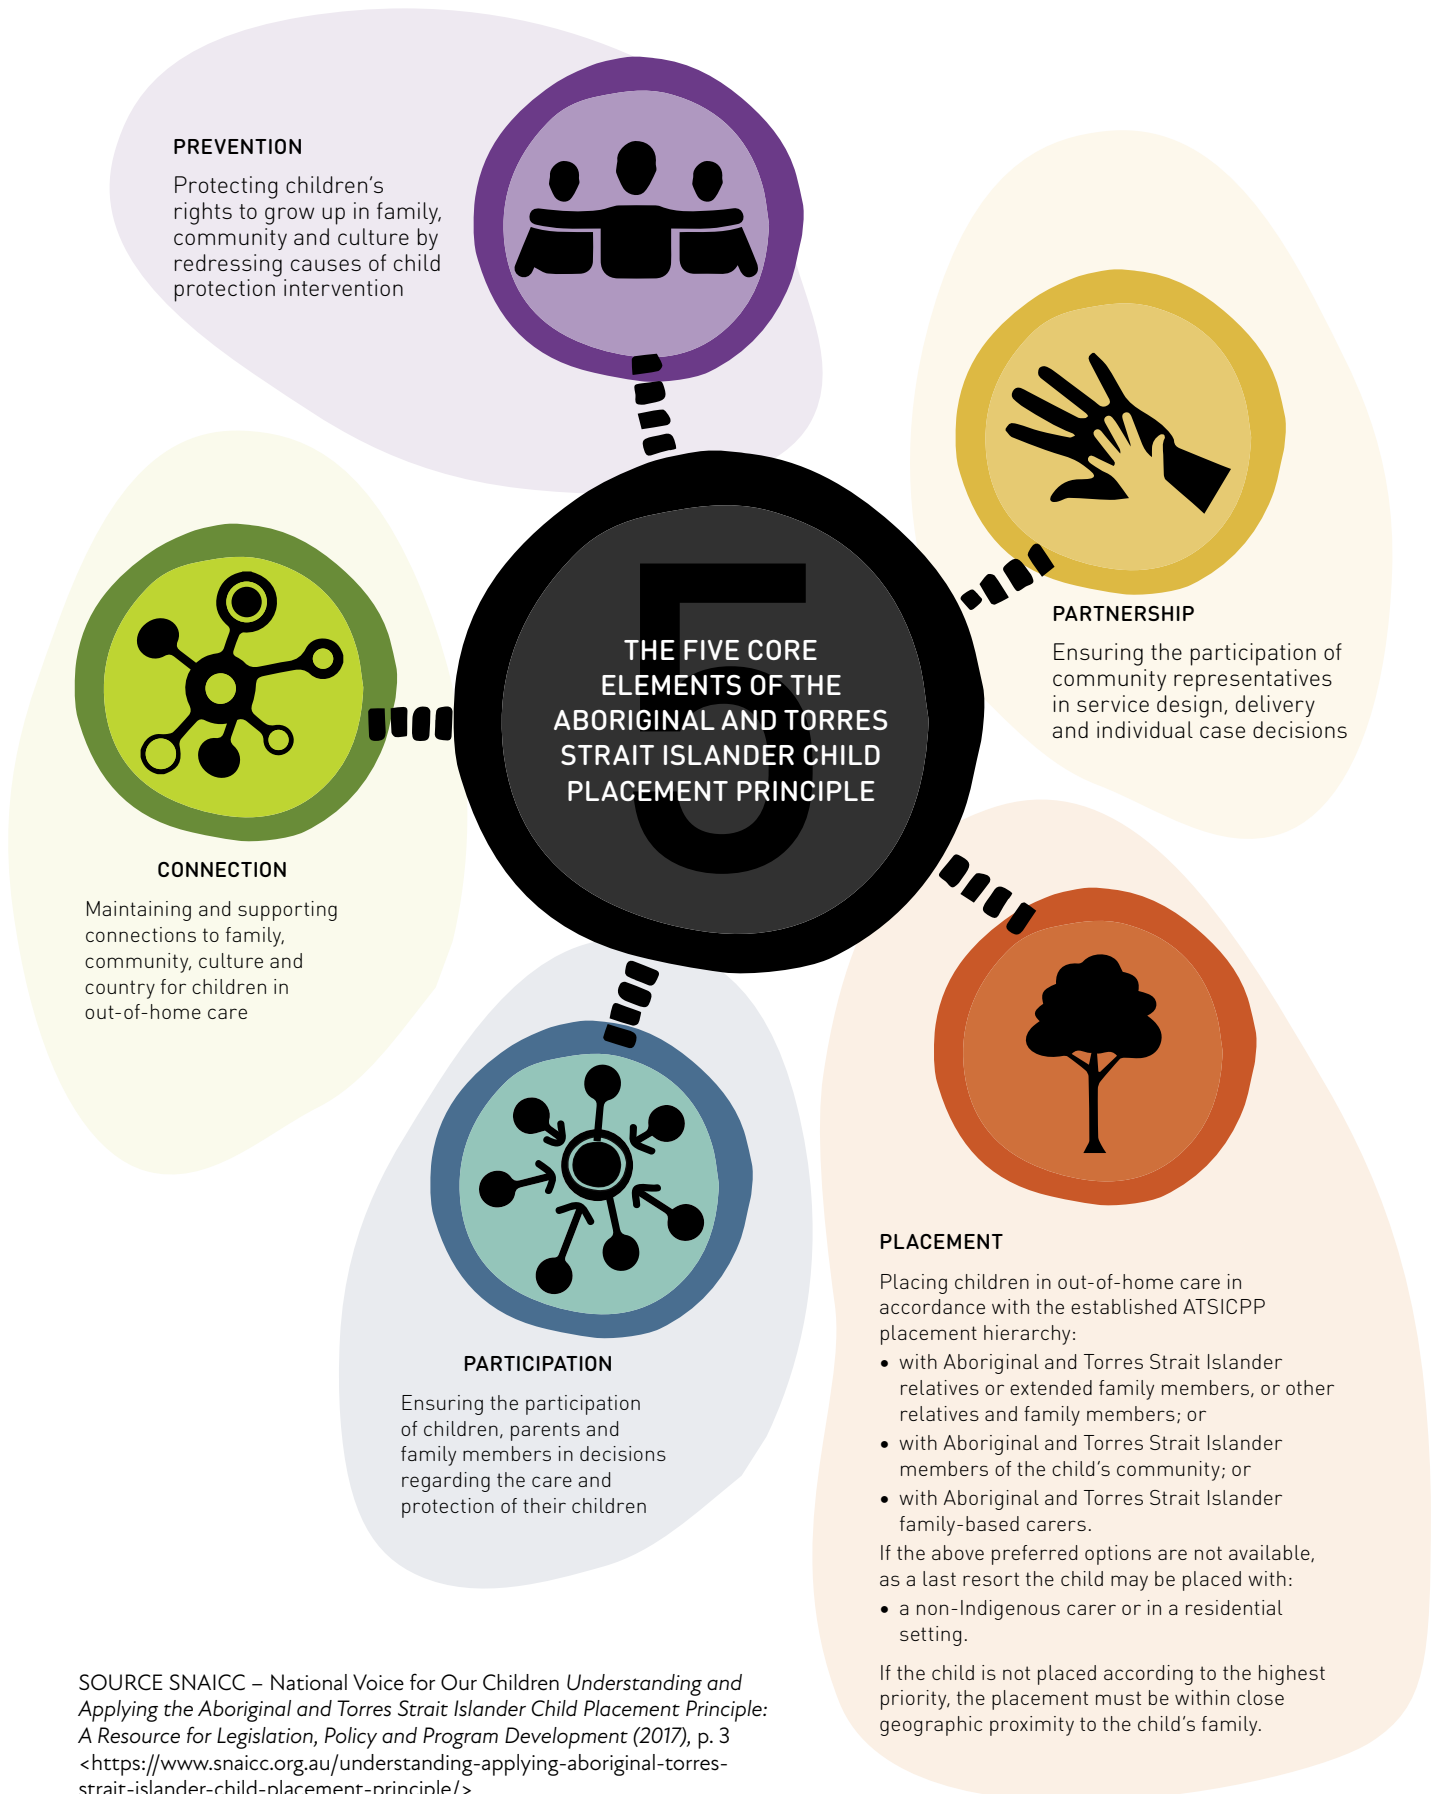 PREVENTION
Protecting children's
rights to grow up in family,
community and culture by
redressing causes of child
protection intervention
PARTNERSHIP
Ensuring the participation of
community representatives
in service design, delivery
and individual case decisions
5
THE FIVE CORE
ELEMENTS OF THE
ABORIGINAL AND TORRES
STRAIT ISLANDER CHILD
PLACEMENT PRINCIPLE
CONNECTION
Maintaining and supporting
connections to family,
community, culture and
country for children in
out-of-home care
PARTICIPATION
Ensuring the participation
of children, parents and
family members in decisions
regarding the care and
protection of their children
PLACEMENT
Placing children in out-of-home care in
accordance with the established ATSICPP
placement hierarchy:
• with Aboriginal and Torres Strait Islander
relatives or extended family members, or other
relatives and family members; or
• with Aboriginal and Torres Strait Islander
members of the child's community; or
• with Aboriginal and Torres Strait Islander
family-based carers.
If the above preferred options are not available,
as a last resort the child may be placed with:
• a non-Indigenous carer or in a residential
setting.
If the child is not placed according to the highest
priority, the placement must be within close
geographic proximity to the child's family.
SOURCE SNAICC – National Voice for Our Children Understanding and
Applying the Aboriginal and Torres Strait Islander Child Placement Principle:
A Resource for Legislation, Policy and Program Development (2017), p. 3
<https://www.snaicc.org.au/understanding-applying-aboriginal-torres-
strait-islander-child-placement-principle/>